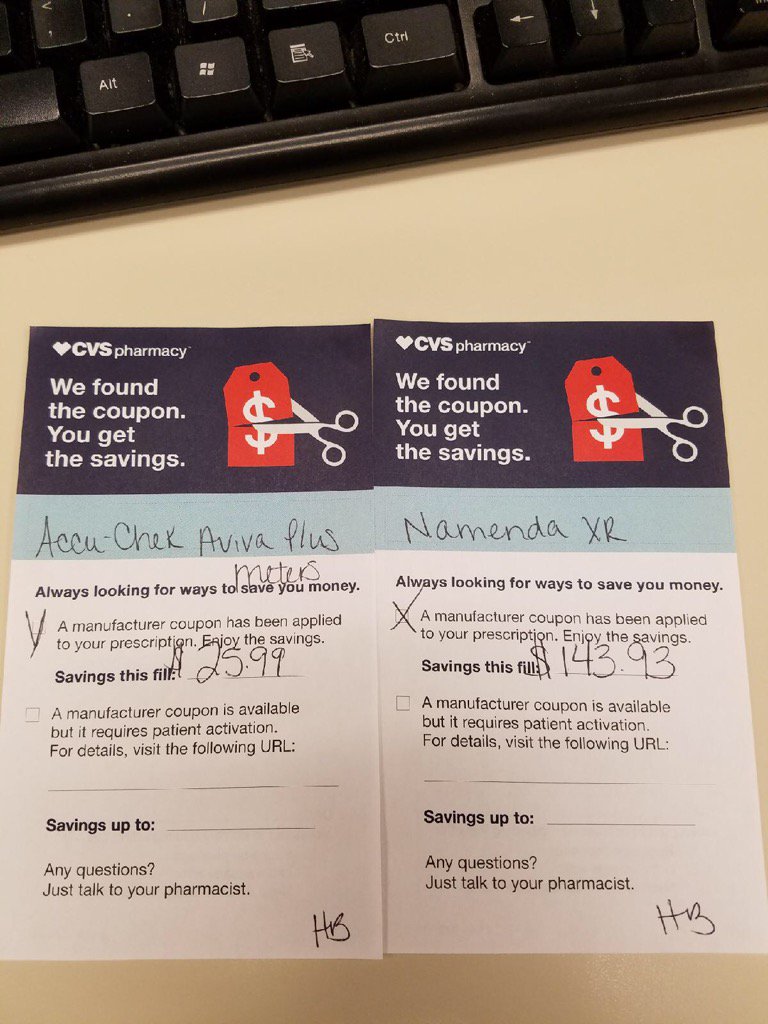 Alt
Ctrl
CVS pharmacy
We found
the coupon.
You get
the savings.
$
Accu-Chek Aviva Plus
meters
Always looking for ways to save you money.
A manufacturer coupon has been applied
to your prescription. Enjoy the savings.
Savings this fill: $ 25.99
A manufacturer coupon is available
but it requires patient activation.
For details, visit the following URL:
Savings up to:
Any questions?
Just talk to your pharmacist.
HB
CVS pharmacy
We found
the coupon.
You get
the savings.
$
Namenda XR
Always looking for ways to save you money.
X A manufacturer coupon has been applied
to your prescription. Enjoy the savings.
Savings this fill: $ 143.93
A manufacturer coupon is available
but it requires patient activation.
For details, visit the following URL:
Savings up to:
Any questions?
Just talk to your pharmacist.
HB